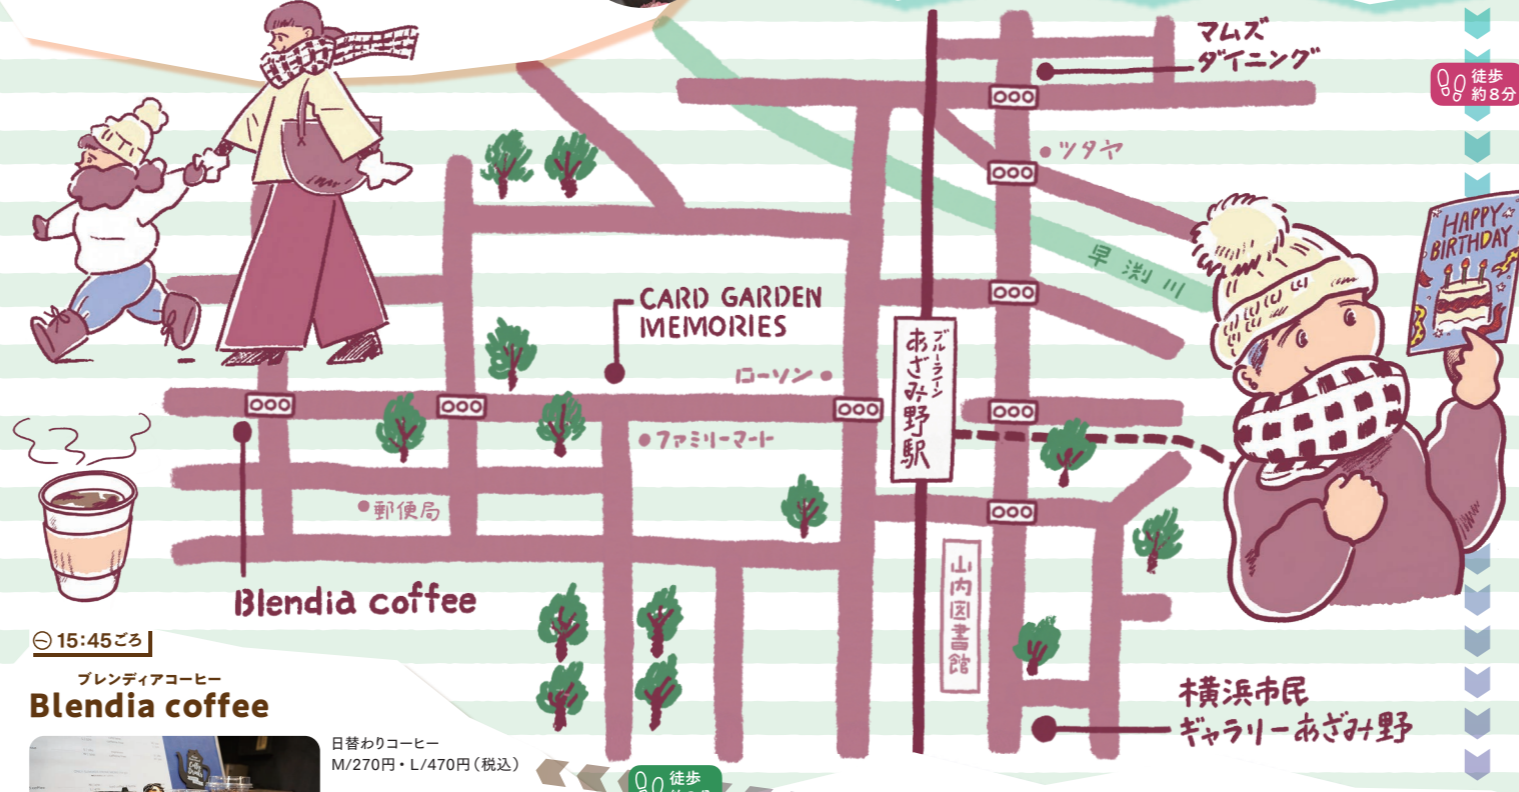 マムズ
ダイニング
徒歩
約8分
ツタヤ
HAPPY
BIRTHDAY
早渕川
CARD GARDEN
MEMORIES
ブルーライン
あざみ野駅
ローソン
ファミリーマート
郵便局
Blendia coffee
山内図書館
横浜市民
ギャラリーあざみ野
15:45ごろ
ブレンディアコーヒー
Blendia coffee
日替わりコーヒー
M/270円・L/470円(税込)
徒歩